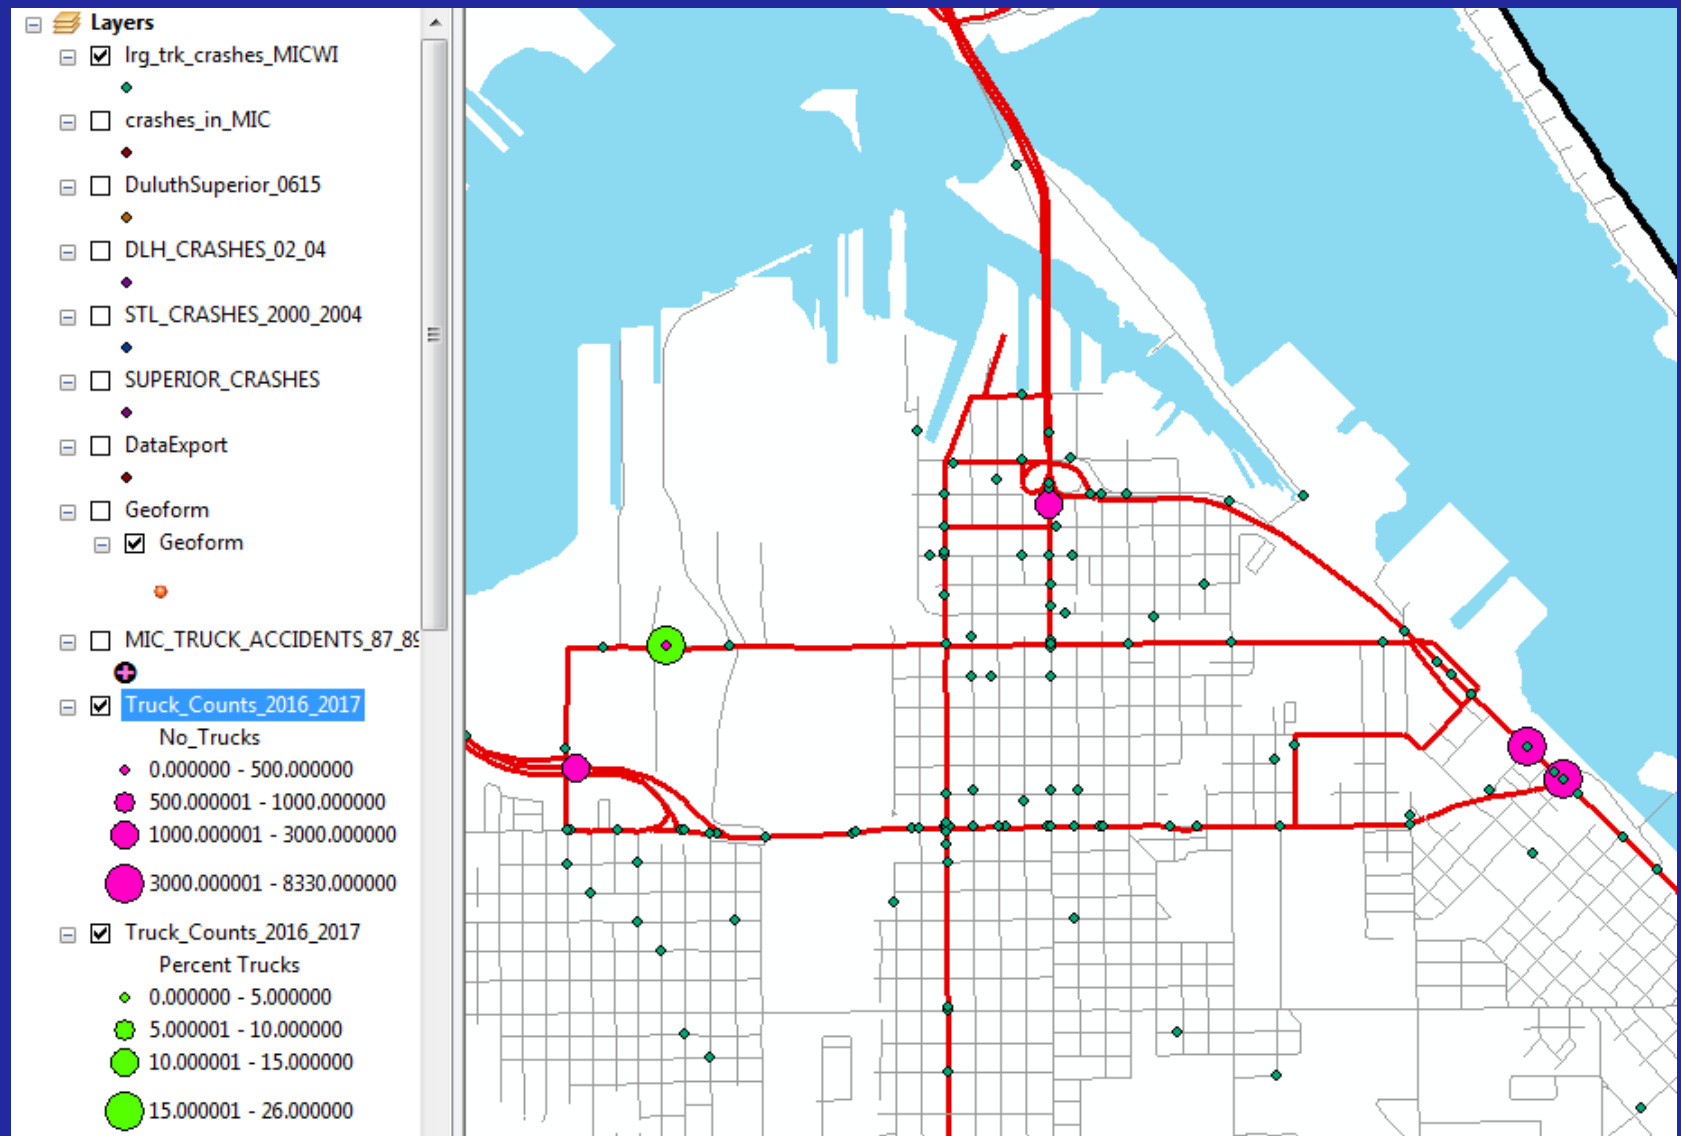 Layers
lrg_trk_crashes_MICWI
crashes_in_MIC
DuluthSuperior_0615
DLH_CRASHES_02_04
STL_CRASHES_2000_2004
SUPERIOR_CRASHES
DataExport
Geoform
Geoform
MIC_TRUCK_ACCIDENTS_87_89
Truck_Counts_2016_2017
No_Trucks
0.000000 - 500.000000
500.000001 - 1000.000000
1000.000001 - 3000.000000
3000.000001 - 8330.000000
Truck_Counts_2016_2017
Percent Trucks
0.000000 - 5.000000
5.000001 - 10.000000
10.000001 - 15.000000
15.000001 - 26.000000